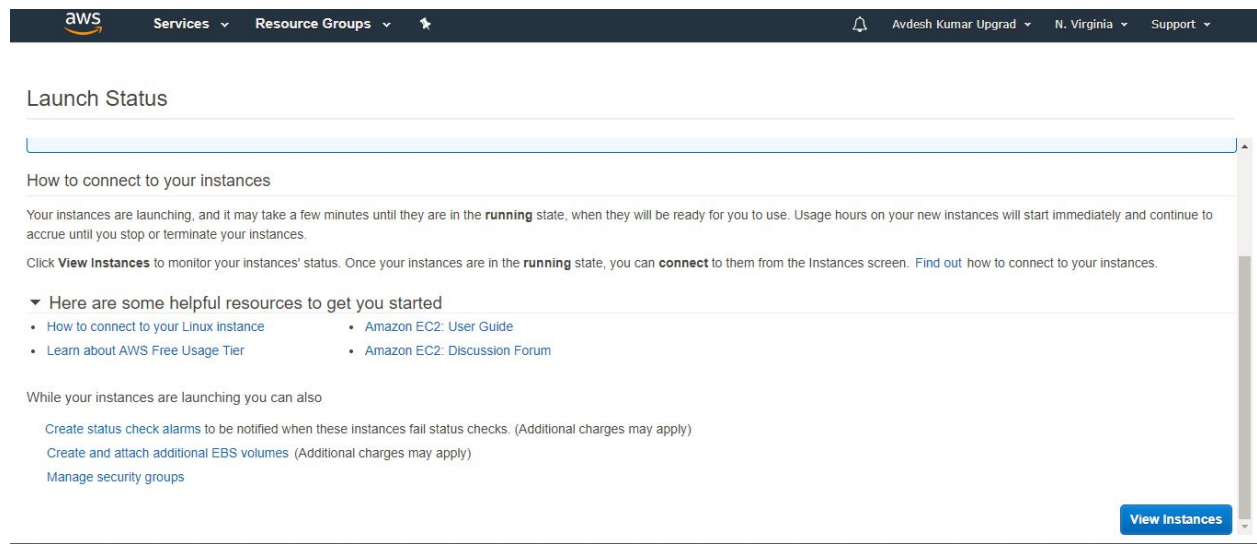 aws Services Resource Groups Avdesh Kumar Upgrad N. Virginia Support
Launch Status
How to connect to your instances
Your instances are launching, and it may take a few minutes until they are in the running state, when they will be ready for you to use. Usage hours on your new instances will start immediately and continue to
accrue until you stop or terminate your instances.
Click View Instances to monitor your instances' status. Once your instances are in the running state, you can connect to them from the Instances screen. Find out how to connect to your instances.
Here are some helpful resources to get you started
• How to connect to your Linux instance • Amazon EC2: User Guide
• Learn about AWS Free Usage Tier • Amazon EC2: Discussion Forum
While your instances are launching you can also
Create status check alarms to be notified when these instances fail status checks. (Additional charges may apply)
Create and attach additional EBS volumes (Additional charges may apply)
Manage security groups
View Instances